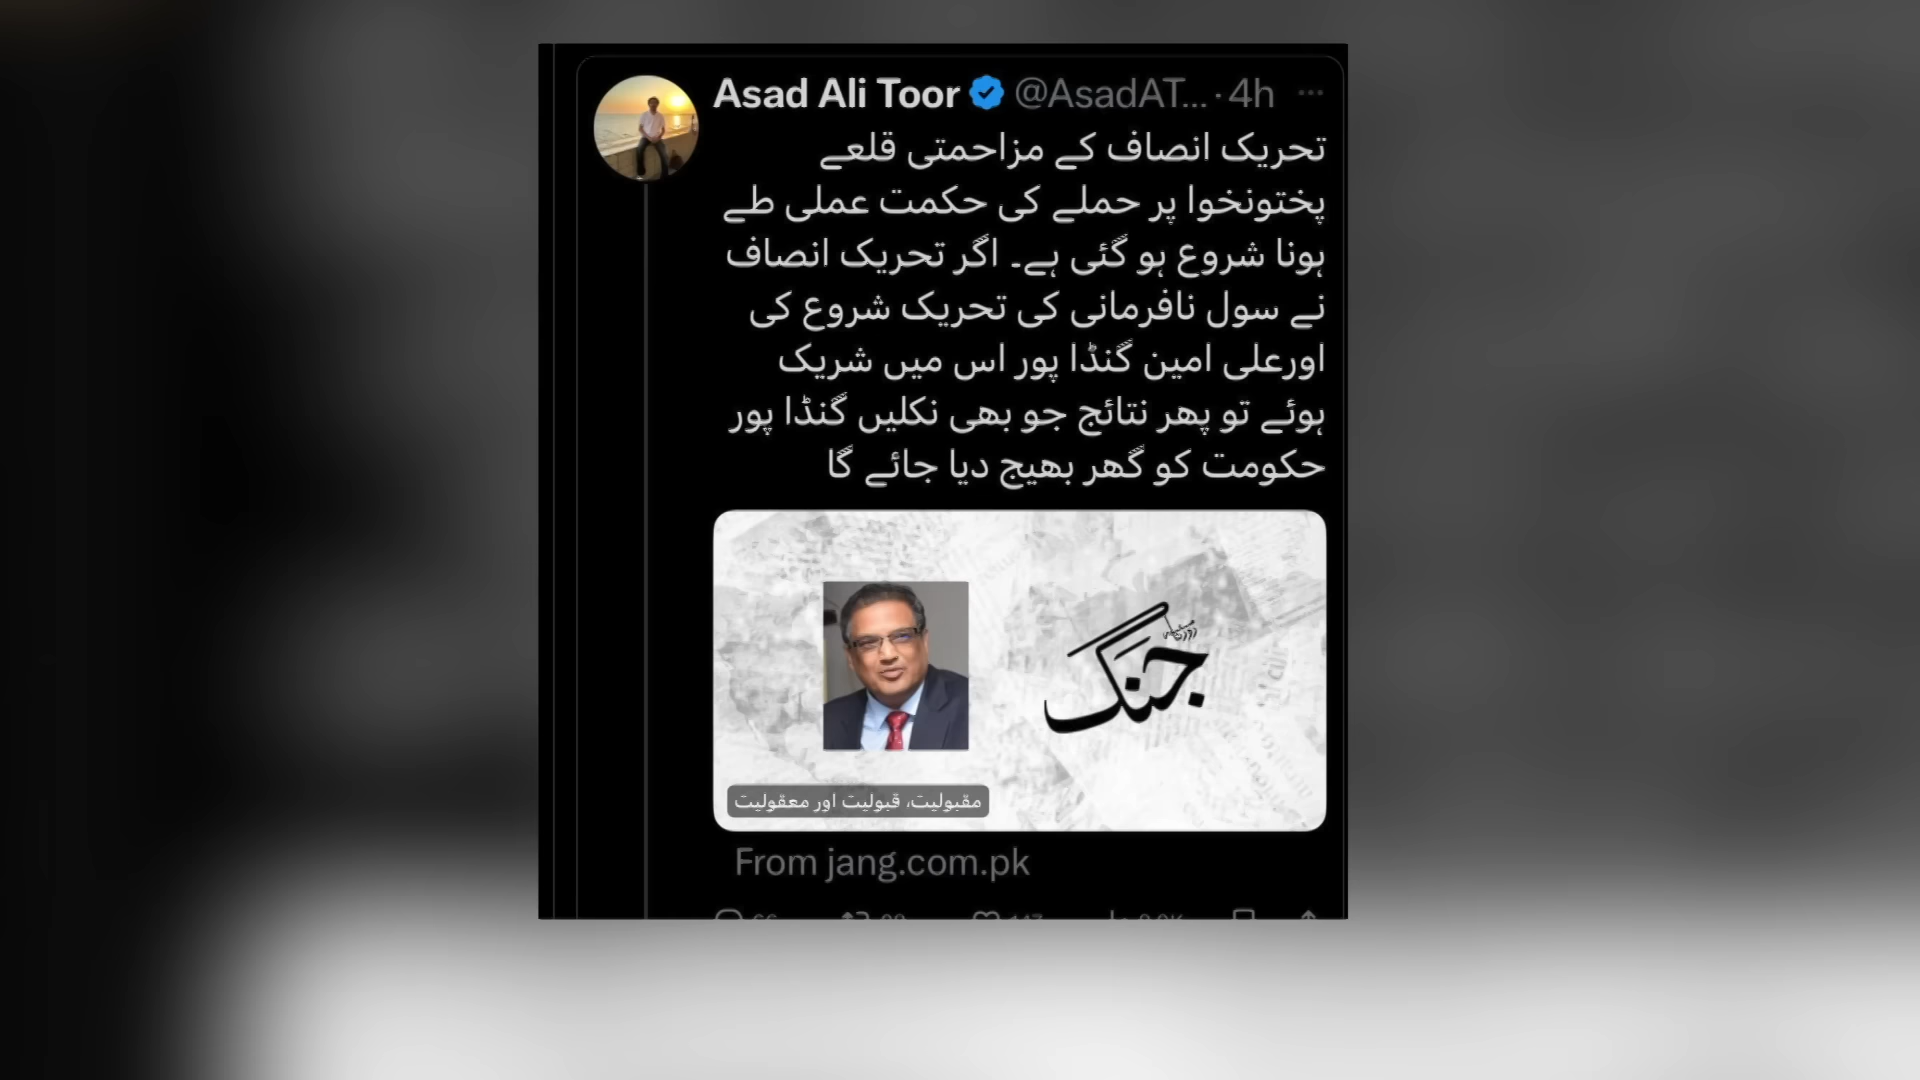 Asad Ali Toor @AsadAT... · 4h ...
تحریک انصاف کے مزاحمتی قلعے
پختونخوا پر حملے کی حکمت عملی طے
ہونا شروع ہو گئی ہے۔ اگر تحریک انصاف
نے سول نافرمانی کی تحریک شروع کی
اورعلی امین گنڈا پور اس میں شریک
ہوئے تو پھر نتائج جو بھی نکلیں گنڈا پور
حکومت کو گھر بھیج دیا جائے گا
جنگ
مقبولیت، قبولیت اور معقولیت
From jang.com.pk